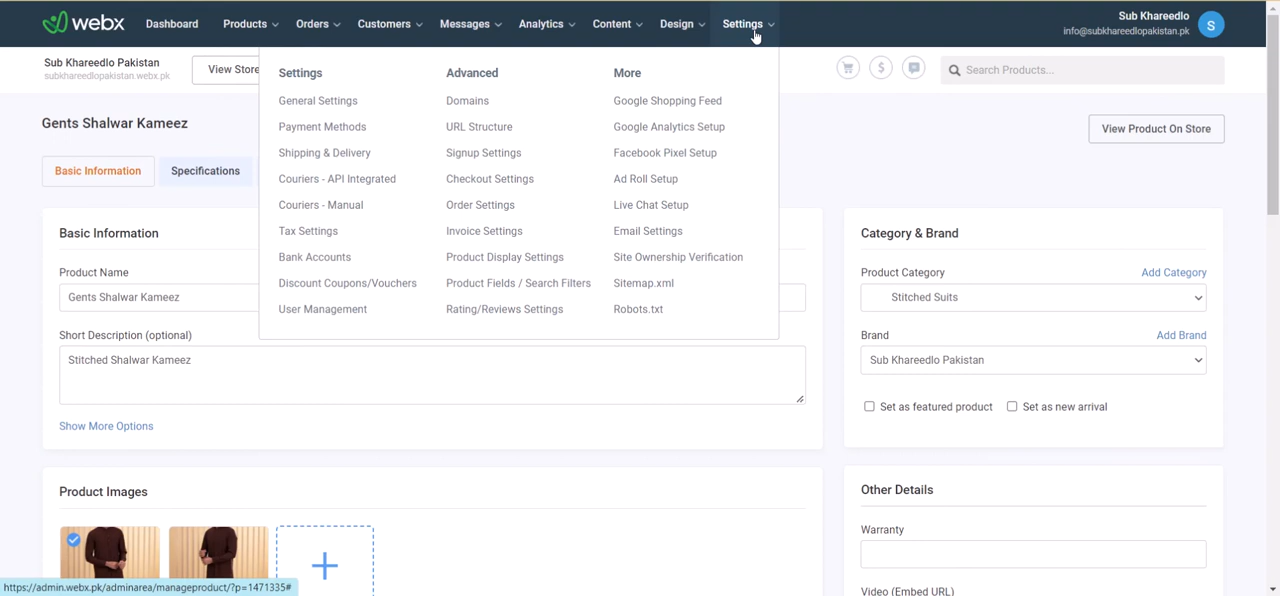 webx Dashboard Products Orders Customers Messages Analytics Content Design Settings
Sub Khareedlo
info@subkhareedlopakistan.pk
S
Sub Khareedlo Pakistan
subkhareedlopakistan.webx.pk
View Store
Search Products...
Settings Advanced More
General Settings Domains Google Shopping Feed
Payment Methods URL Structure Google Analytics Setup
Shipping & Delivery Signup Settings Facebook Pixel Setup
Couriers - API Integrated Checkout Settings Ad Roll Setup
Couriers - Manual Order Settings Live Chat Setup
Tax Settings Invoice Settings Email Settings
Bank Accounts Product Display Settings Site Ownership Verification
Discount Coupons/Vouchers Product Fields / Search Filters Sitemap.xml
User Management Rating/Reviews Settings Robots.txt
Gents Shalwar Kameez
View Product On Store
Basic Information Specifications
Basic Information
Product Name
Gents Shalwar Kameez
Short Description (optional)
Stitched Shalwar Kameez
Show More Options
Product Images
Category & Brand
Product Category Add Category
Stitched Suits
Brand Add Brand
Sub Khareedlo Pakistan
Set as featured product Set as new arrival
Other Details
Warranty
Video (Embed URL)
https://admin.webx.pk/adminarea/manageproduct/?p=1471335#